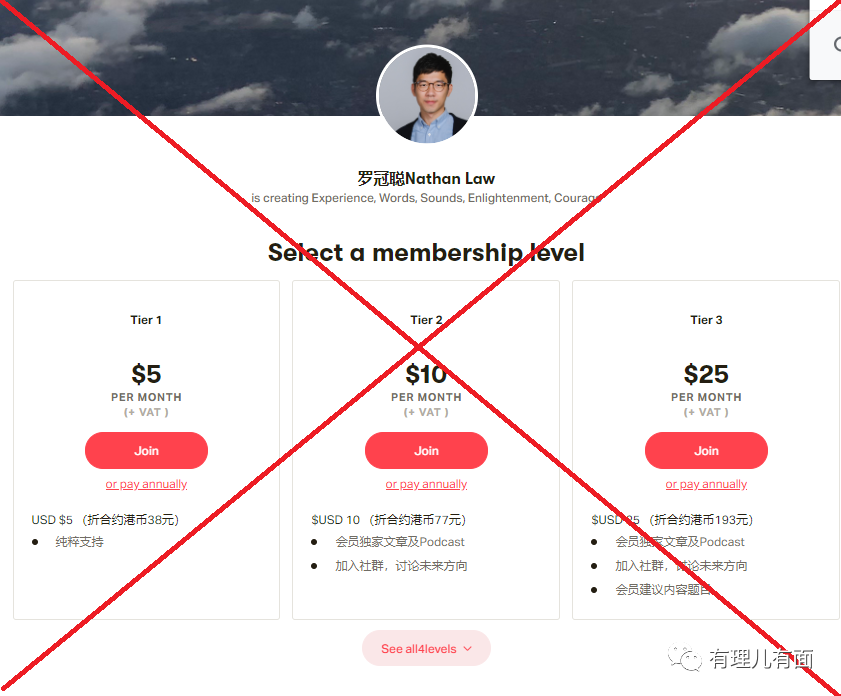 罗冠聪Nathan Law
is creating Experience, Words, Sounds, Enlightenment, Courage
Select a membership level
Tier 1
$5
PER MONTH
(+ VAT )
Join
or pay annually
USD $5 （折合约港币38元）
纯粹支持
Tier 2
$10
PER MONTH
(+ VAT )
Join
or pay annually
$USD 10 （折合约港币77元）
会员独家文章及Podcast
加入社群，讨论未来方向
Tier 3
$25
PER MONTH
(+ VAT )
Join
or pay annually
$USD 25 （折合约港币193元）
会员独家文章及Podcast
加入社群，讨论未来方向
会员建议内容题目
See all4levels
有理儿有面